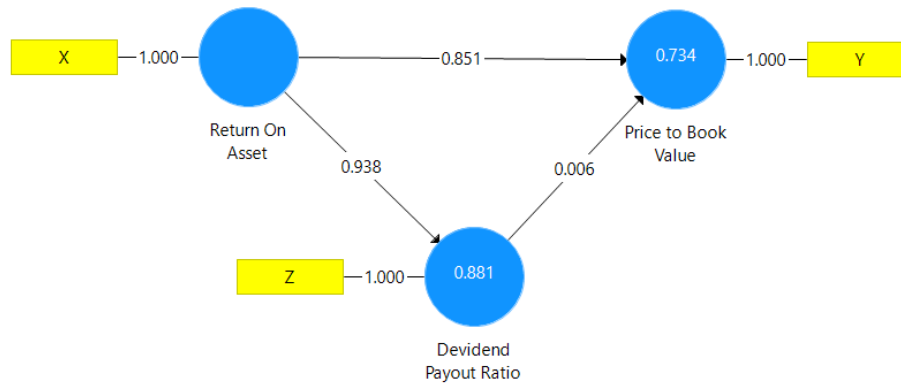 X
1.000
0.851
0.734
1.000
Y
Return On
Asset
Price to Book
Value
0.938
0.006
Z
1.000
0.881
Devidend
Payout Ratio